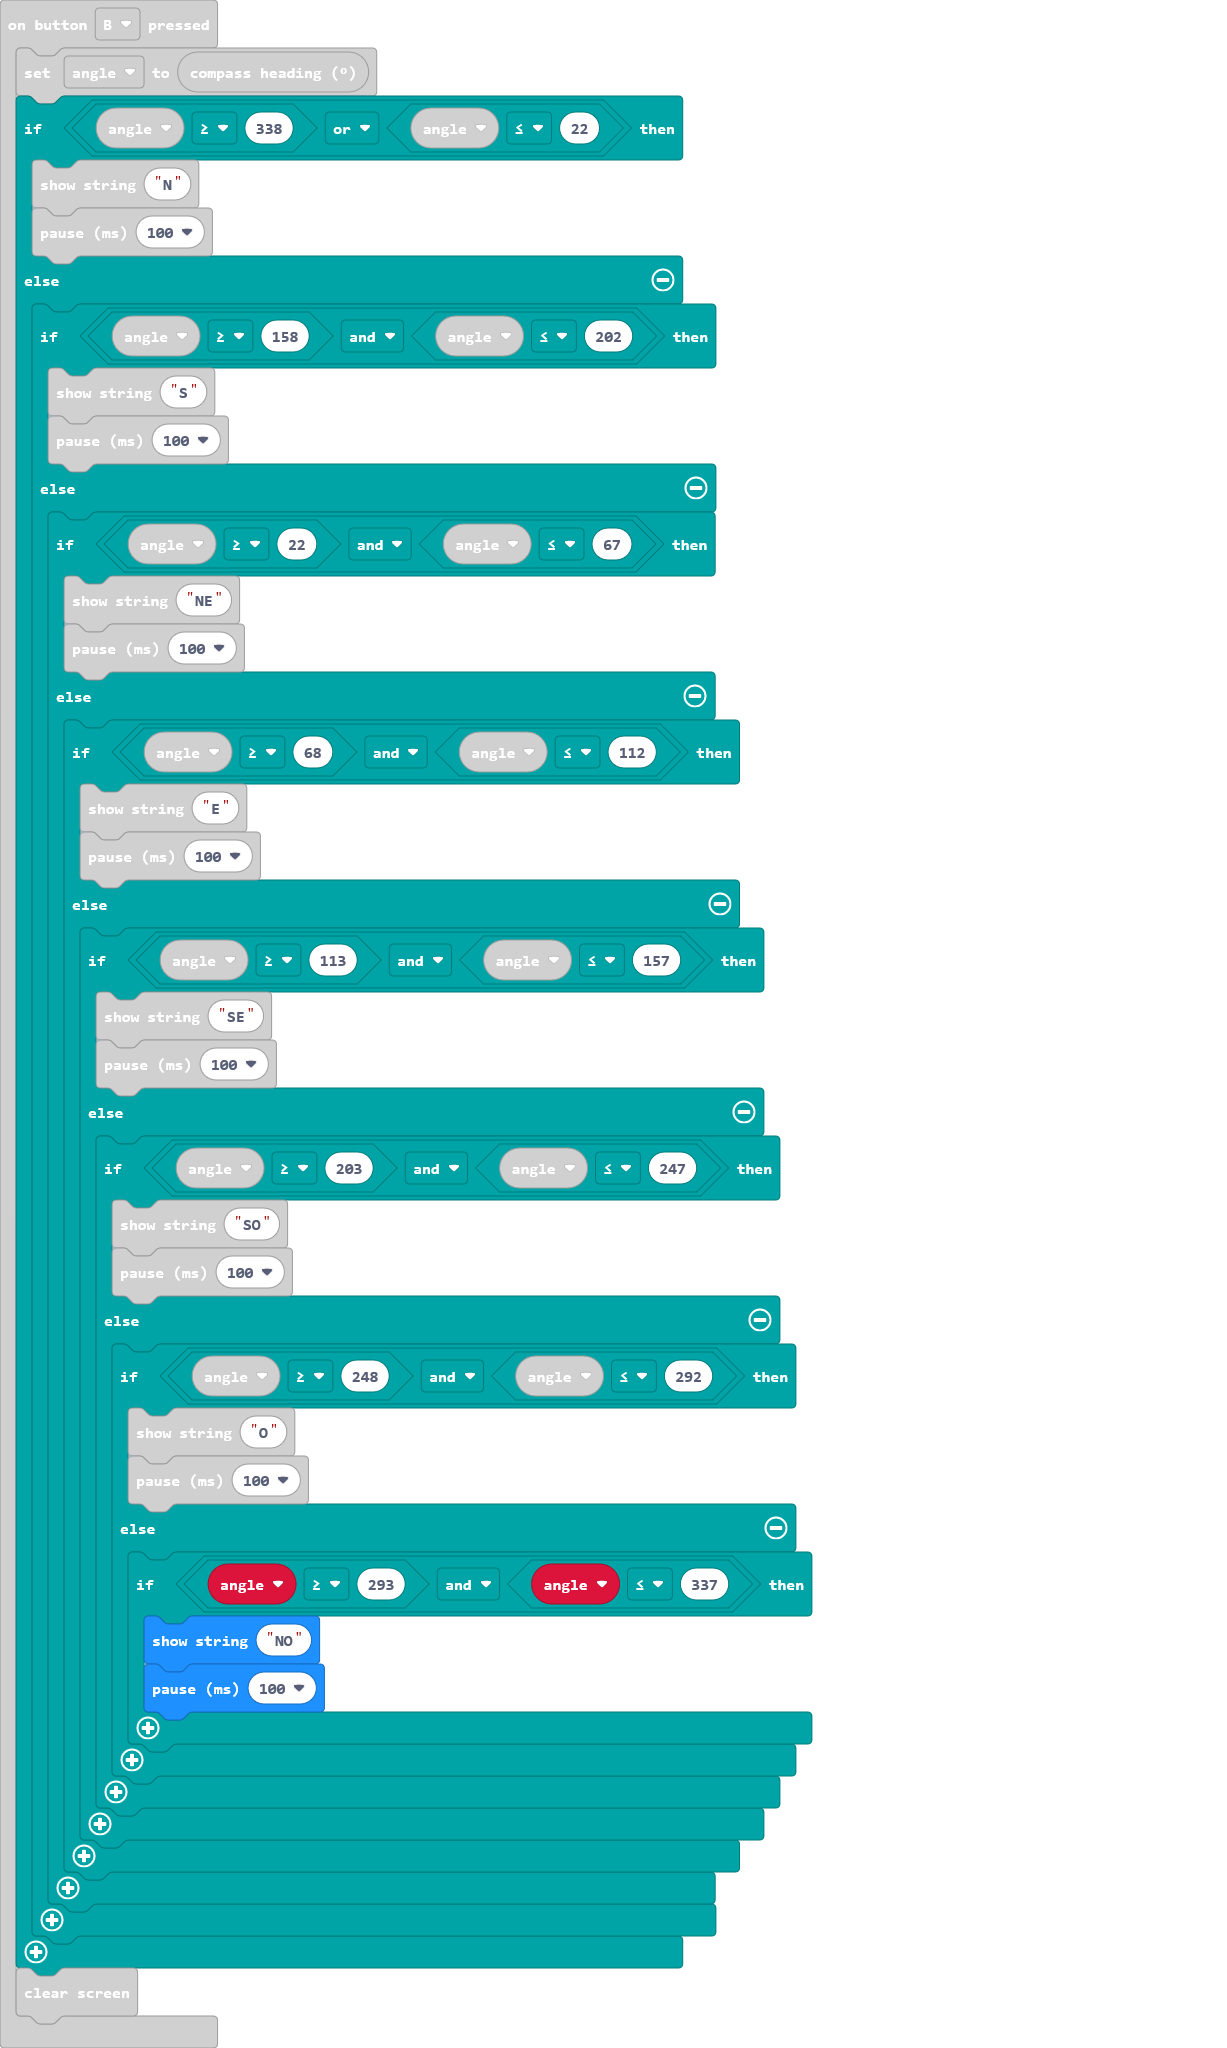 on button B pressed
set angle to compass heading (°)
if angle ≥ 338 or angle ≤ 22 then
show string "N"
pause (ms) 100
else
if angle ≥ 158 and angle ≤ 202 then
show string "S"
pause (ms) 100
else
if angle ≥ 22 and angle ≤ 67 then
show string "NE"
pause (ms) 100
else
if angle ≥ 68 and angle ≤ 112 then
show string "E"
pause (ms) 100
else
if angle ≥ 113 and angle ≤ 157 then
show string "SE"
pause (ms) 100
else
if angle ≥ 203 and angle ≤ 247 then
show string "SO"
pause (ms) 100
else
if angle ≥ 248 and angle ≤ 292 then
show string "O"
pause (ms) 100
else
if angle ≥ 293 and angle ≤ 337 then
show string "NO"
pause (ms) 100
clear screen